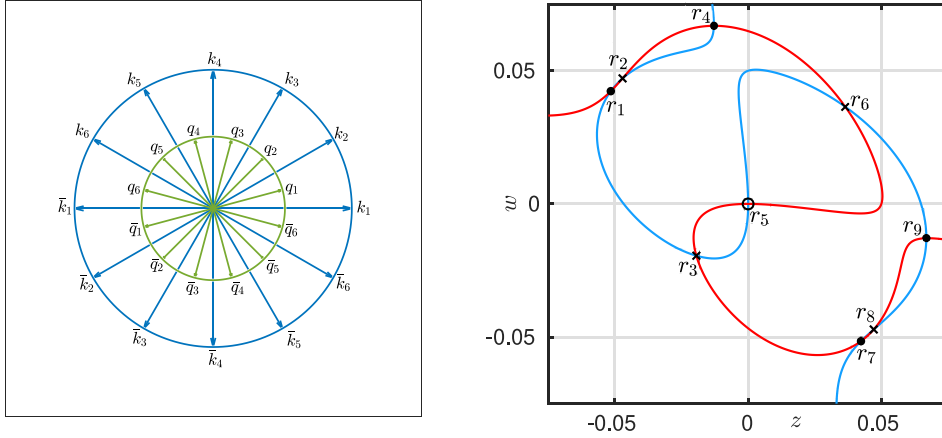 k₄
k₅
k₃
k₆
k₂
q₄
q₃
q₅
q₂
q₆
q₁
k̅₁
k₁
q̅₁
q̅₆
q̅₂
q̅₅
q̅₃
q̅₄
k̅₂
k̅₆
k̅₃
k̅₅
k̅₄
r₄
r₂
0.05
r₁
r₆
w
0
r₅
r₉
r₃
r₈
-0.05
r₇
-0.05
0
z
0.05